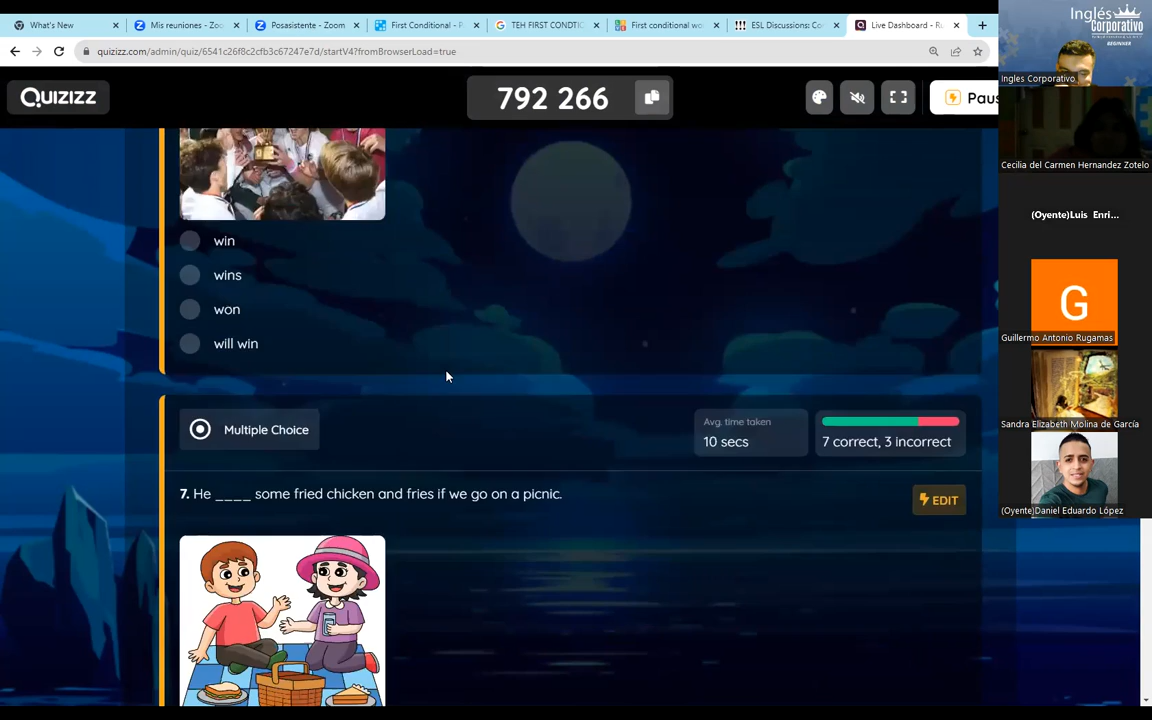 What's New
Mis reuniones - Zoo
Posasistente - Zoom
First Conditional - P
TEH FIRST CONDTIC
First conditional wo
ESL Discussions: Co
Live Dashboard - R
quizizz.com/admin/quiz/6541c26f8c2cfb3c67247e7d/startV4?fromBrowserLoad=true
Quizizz
792 266
Paus
win
wins
won
will win
Multiple Choice
Avg. time taken
10 secs
7 correct, 3 incorrect
7. He ____ some fried chicken and fries if we go on a picnic.
EDIT
Inglés
Corporativo
BEGINNER
Ingles Corporativo
Cecilia del Carmen Hernandez Zotelo
(Oyente)Luis Enri...
G
Guillermo Antonio Rugamas
Sandra Elizabeth Molina de García
(Oyente)Daniel Eduardo López